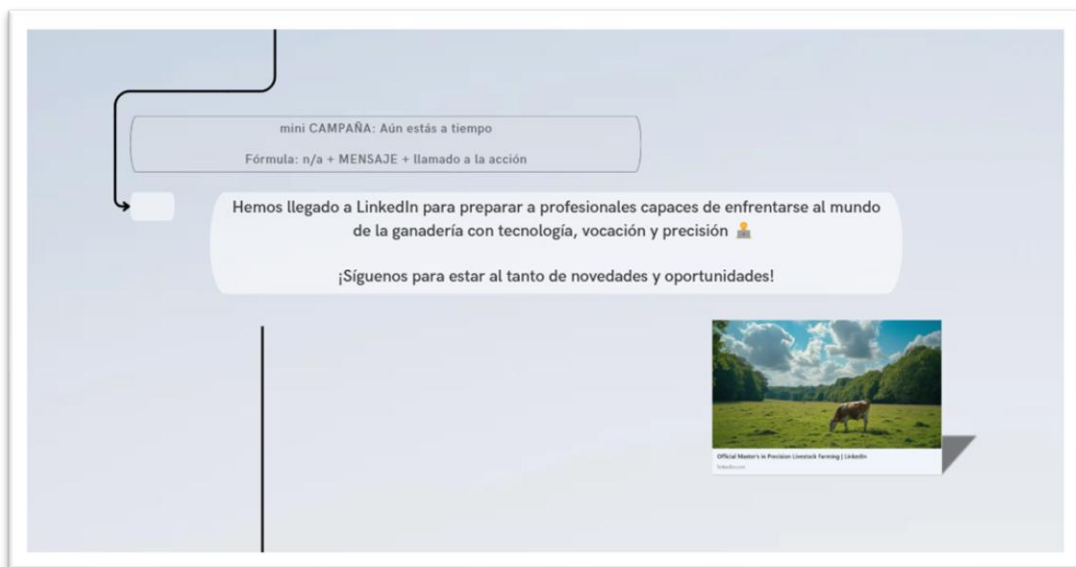 mini CAMPAÑA: Aún estás a tiempo
Fórmula: n/a + MENSAJE + llamado a la acción
Hemos llegado a LinkedIn para preparar a profesionales capaces de enfrentarse al mundo
de la ganadería con tecnología, vocación y precisión 🧑‍💻
¡Síguenos para estar al tanto de novedades y oportunidades!
Official Master's in Precision Livestock Farming | LinkedIn
linkedin.com